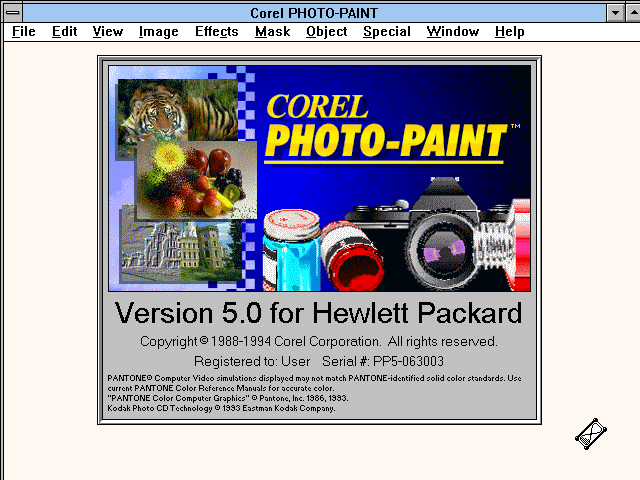 Corel PHOTO-PAINT
File Edit View Image Effects Mask Object Special Window Help
COREL
PHOTO-PAINT™
Version 5.0 for Hewlett Packard
Copyright © 1988-1994 Corel Corporation. All rights reserved.
Registered to: User Serial #: PP5-063003
PANTONE® Computer Video simulations displayed may not match PANTONE-identified solid color standards. Use
current PANTONE Color Reference Manuals for accurate color.
"PANTONE Color Computer Graphics" © Pantone, Inc. 1986, 1993.
Kodak Photo CD Technology © 1993 Eastman Kodak Company.